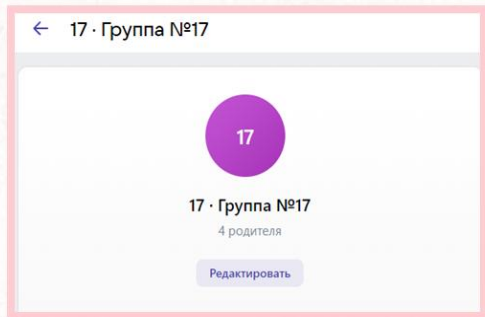 ← 17 · Группа №17
17
17 · Группа №17
4 родителя
Редактировать